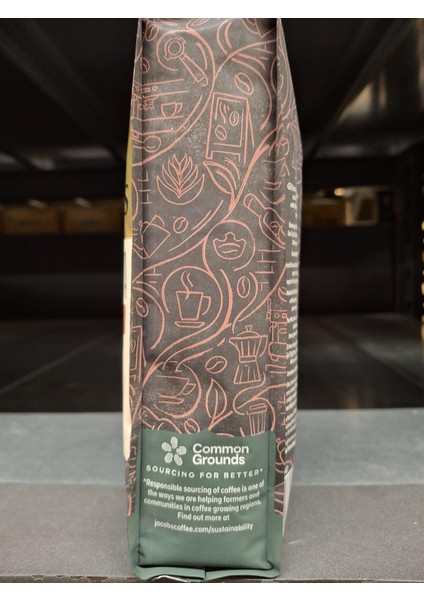 Common
Grounds
SOURCING FOR BETTER*
*Responsible sourcing of coffee is one of
the ways we are helping formers and
communities in coffee growing regions.
Find out more at
jacobscoffee.com/sustainability